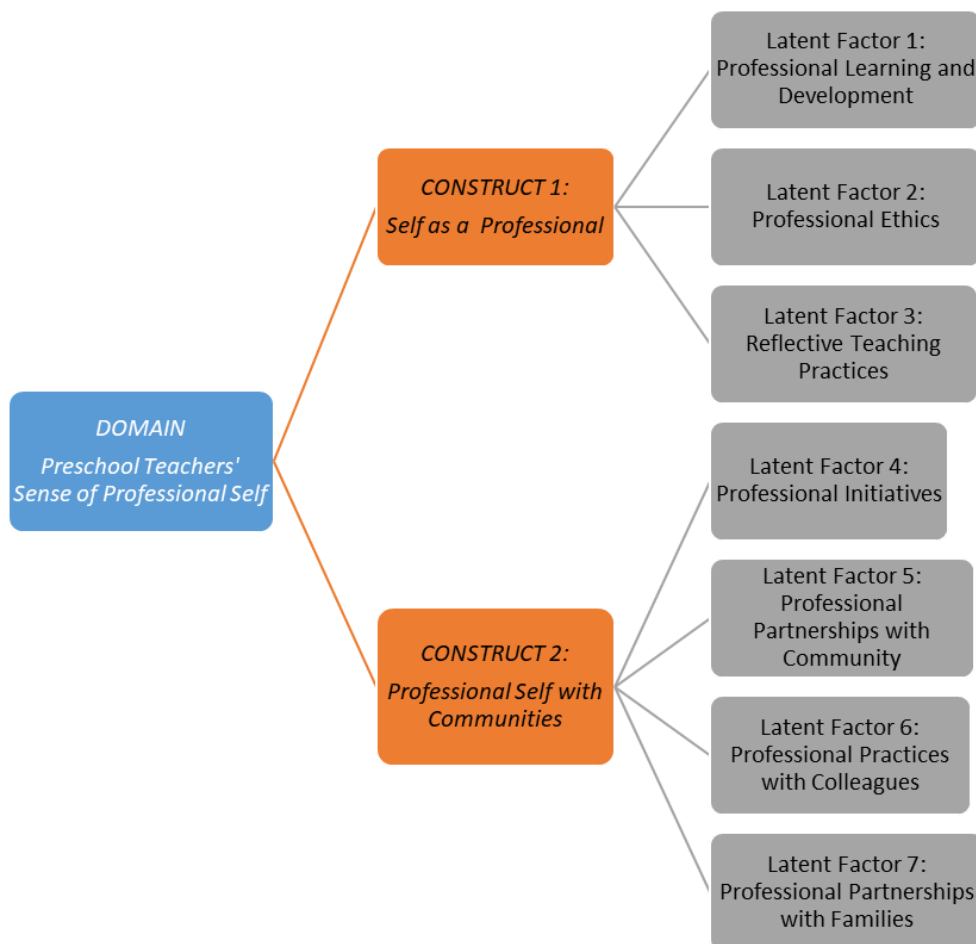 Latent Factor 1:
Professional Learning and
Development
CONSTRUCT 1:
Self as a  Professional
Latent Factor 2:
Professional Ethics
Latent Factor 3:
Reflective Teaching
Practices
DOMAIN
Preschool Teachers'
Sense of Professional Self
Latent Factor 4:
Professional Initiatives
Latent Factor 5:
Professional
Partnerships with
Community
CONSTRUCT 2:
Professional Self with
Communities
Latent Factor 6:
Professional Practices
with Colleagues
Latent Factor 7:
Professional Partnerships
with Families